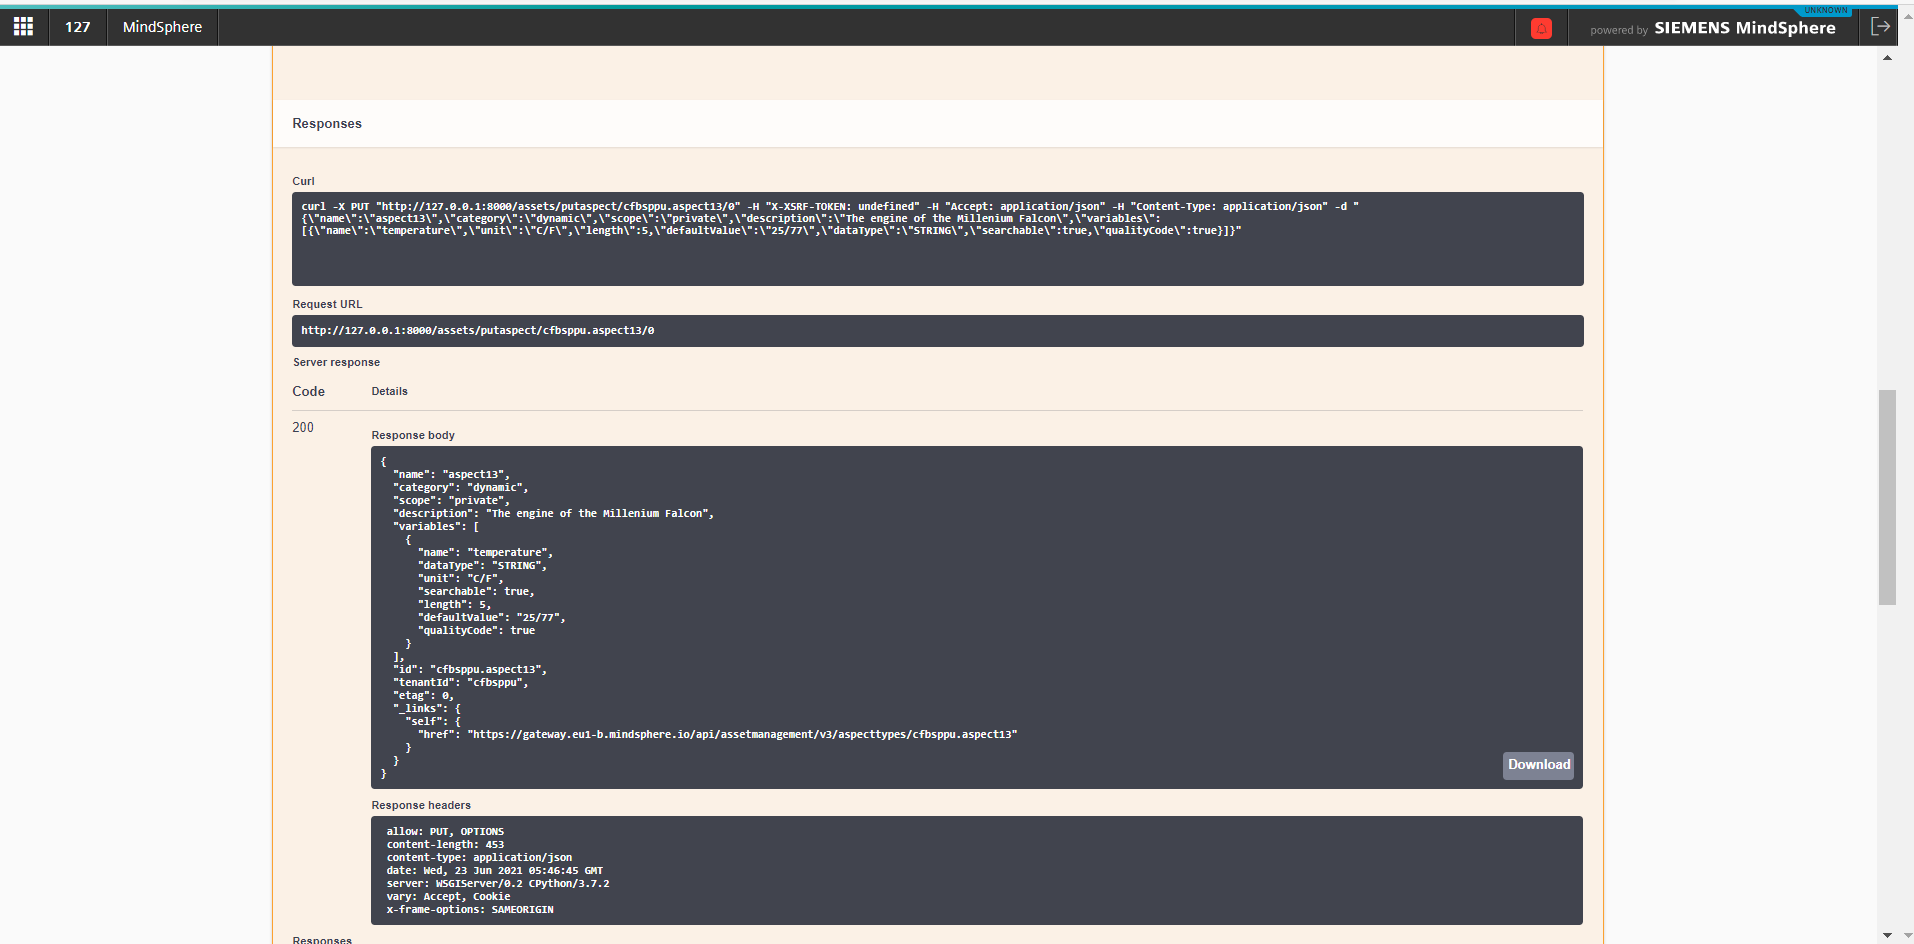 UNKNOWN
127 MindSphere powered by SIEMENS MindSphere
Responses
Curl
curl -X PUT "http://127.0.0.1:8000/assets/putaspect/cfbsppu.aspect13/0" -H "X-XSRF-TOKEN: undefined" -H "Accept: application/json" -H "Content-Type: application/json" -d "
{\"name\":\"aspect13\",\"category\":\"dynamic\",\"scope\":\"private\",\"description\":\"The engine of the Millenium Falcon\",\"variables\":
[{\"name\":\"temperature\",\"unit\":\"C/F\",\"length\":5,\"defaultValue\":\"25/77\",\"dataType\":\"STRING\",\"searchable\":true,\"qualityCode\":true}]}"
Request URL
http://127.0.0.1:8000/assets/putaspect/cfbsppu.aspect13/0
Server response
Code Details
200
Response body
{
"name": "aspect13",
"category": "dynamic",
"scope": "private",
"description": "The engine of the Millenium Falcon",
"variables": [
{
"name": "temperature",
"dataType": "STRING",
"unit": "C/F",
"searchable": true,
"length": 5,
"defaultValue": "25/77",
"qualityCode": true
}
],
"id": "cfbsppu.aspect13",
"tenantId": "cfbsppu",
"etag": 0,
"_links": {
"self": {
"href": "https://gateway.eu1-b.mindsphere.io/api/assetmanagement/v3/aspecttypes/cfbsppu.aspect13"
}
}
}
Download
Response headers
allow: PUT, OPTIONS
content-length: 453
content-type: application/json
date: Wed, 23 Jun 2021 05:46:45 GMT
server: WSGIServer/0.2 CPython/3.7.2
vary: Accept, Cookie
x-frame-options: SAMEORIGIN
Responses